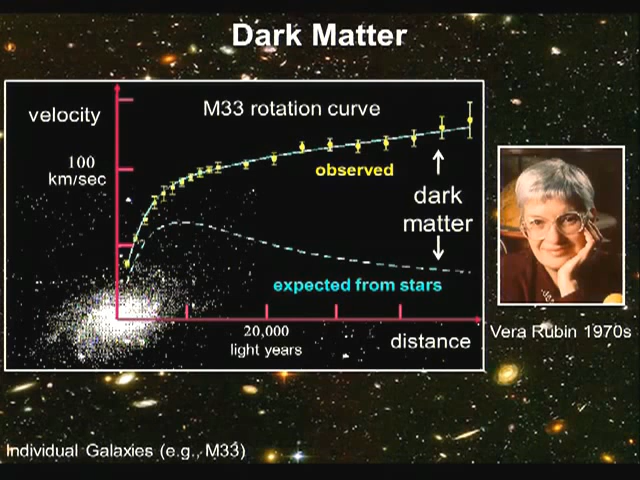 Dark Matter
velocity
M33 rotation curve
100
km/sec
observed
dark
matter
expected from stars
20,000
light years
distance
Vera Rubin 1970s
Individual Galaxies (e.g., M33)